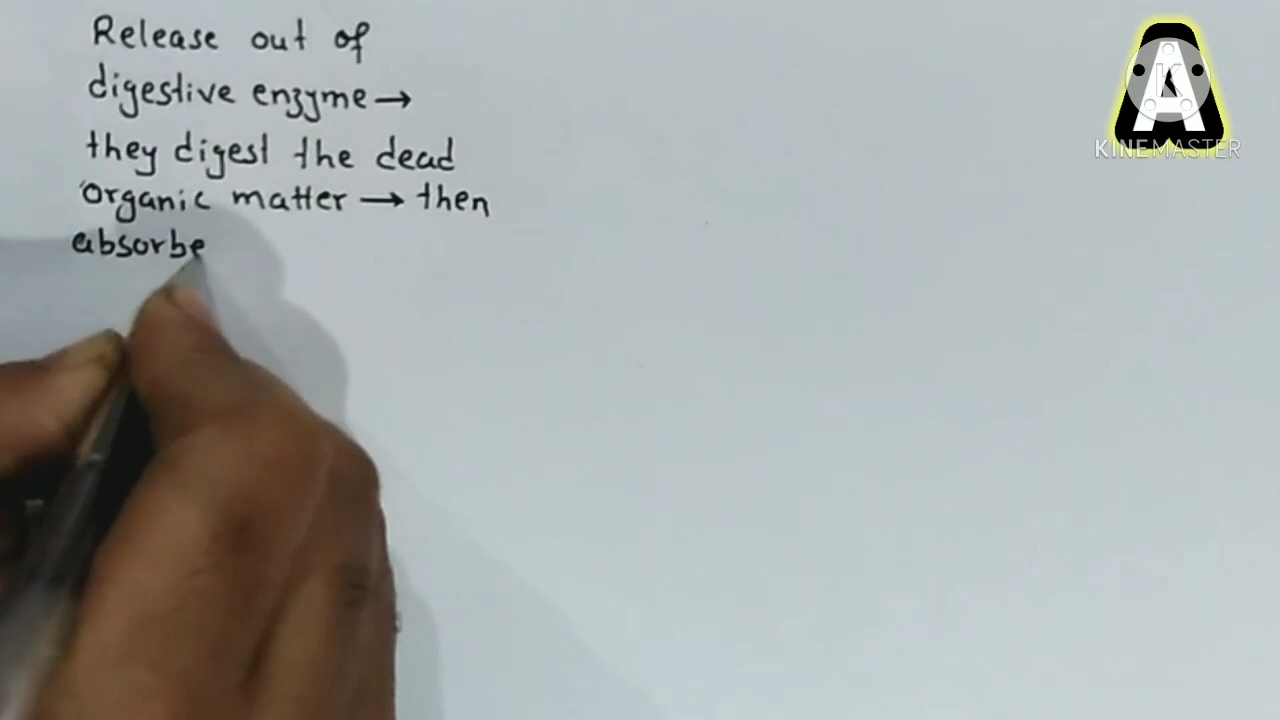 Release out of
digestive enzyme →
they digest the dead
organic matter → then
absorbe
A
K
KINEMASTER